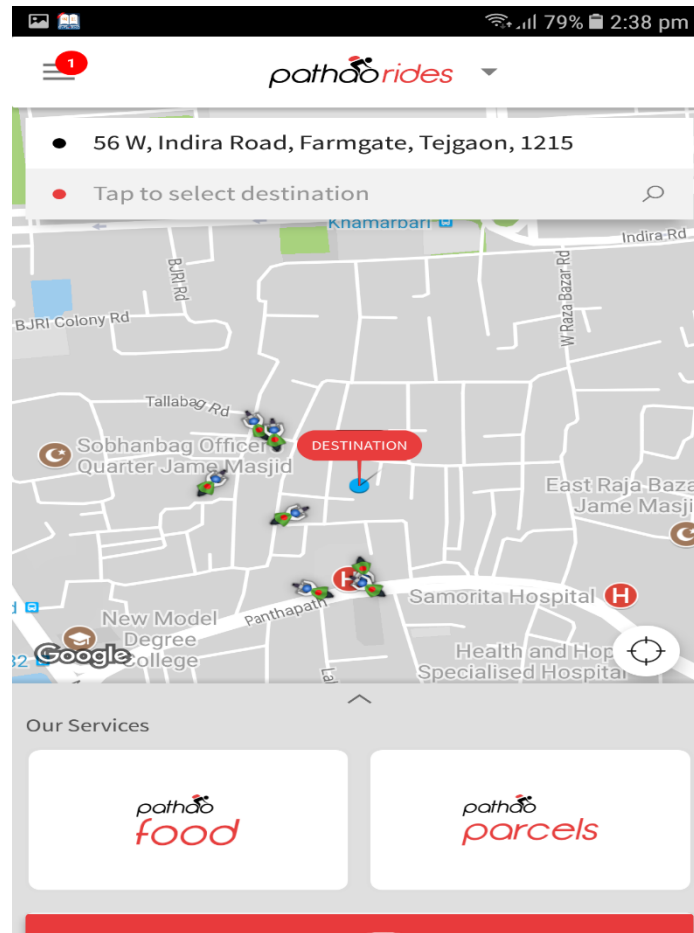 79% 2:38 pm
1
pathao rides
56 W, Indira Road, Farmgate, Tejgaon, 1215
Tap to select destination
Khamarbari
Indira Rd
BJRI Rd
W Raza Bazar Rd
BJRI Colony Rd
Tallabag Rd
DESTINATION
Sobhanbag Officer
Quarter Jame Masjid
East Raja Baza
Jame Masji
H
Samorita Hospital H
Panthapath
New Model
Degree
College
Google
Health and Hop
Specialised Hospital
32
Our Services
pathao
food
pathao
parcels